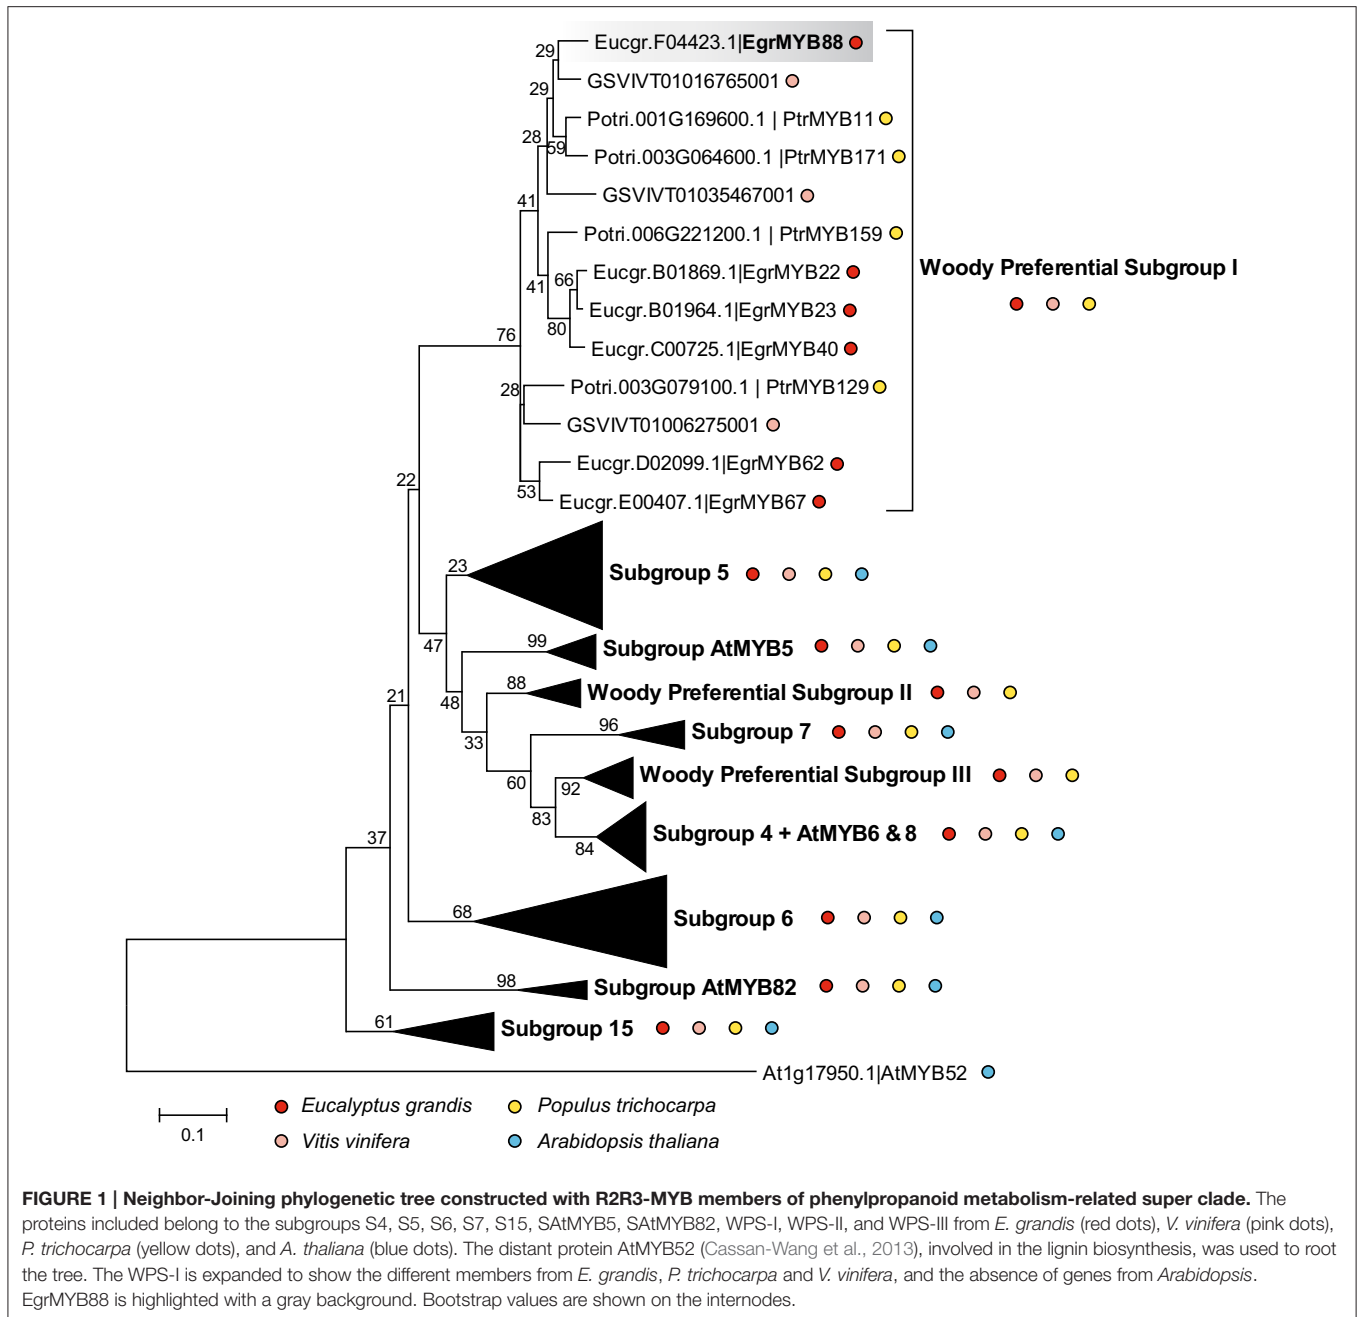 29
Eucgr.F04423.1|EgrMYB88
GSVIVT01016765001
29
Potri.001G169600.1 | PtrMYB11
28
59
Potri.003G064600.1 |PtrMYB171
GSVIVT01035467001
41
Potri.006G221200.1 | PtrMYB159
Woody Preferential Subgroup I
Eucgr.B01869.1|EgrMYB22
66
41
Eucgr.B01964.1|EgrMYB23
80
76
Eucgr.C00725.1|EgrMYB40
28
Potri.003G079100.1 | PtrMYB129
GSVIVT01006275001
Eucgr.D02099.1|EgrMYB62
22
53
Eucgr.E00407.1|EgrMYB67
23
Subgroup 5
47
99
Subgroup AtMYB5
88
Woody Preferential Subgroup II
21
48
96
Subgroup 7
33
Woody Preferential Subgroup III
60
92
83
Subgroup 4 + AtMYB6 & 8
37
84
68
Subgroup 6
98
Subgroup AtMYB82
61
Subgroup 15
At1g17950.1|AtMYB52
Eucalyptus grandis
Populus trichocarpa
0.1
Vitis vinifera
Arabidopsis thaliana
FIGURE 1 | Neighbor-Joining phylogenetic tree constructed with R2R3-MYB members of phenylpropanoid metabolism-related super clade. The
proteins included belong to the subgroups S4, S5, S6, S7, S15, SAtMYB5, SAtMYB82, WPS-I, WPS-II, and WPS-III from E. grandis (red dots), V. vinifera (pink dots),
P. trichocarpa (yellow dots), and A. thaliana (blue dots). The distant protein AtMYB52 (Cassan-Wang et al., 2013), involved in the lignin biosynthesis, was used to root
the tree. The WPS-I is expanded to show the different members from E. grandis, P. trichocarpa and V. vinifera, and the absence of genes from Arabidopsis.
EgrMYB88 is highlighted with a gray background. Bootstrap values are shown on the internodes.